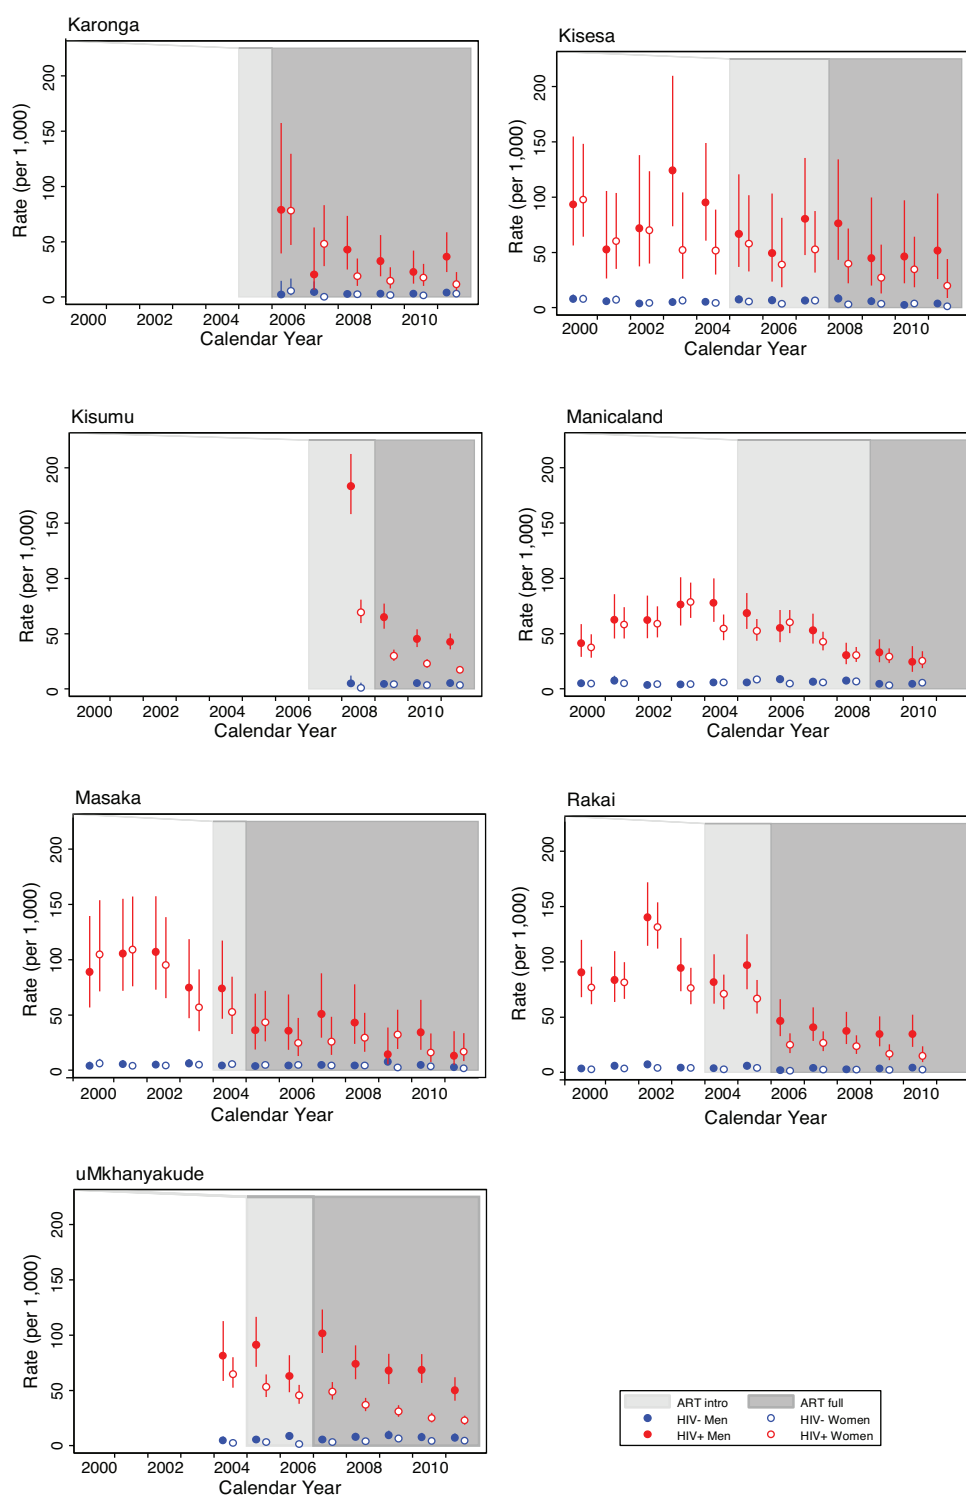 Karonga
Rate (per 1,000)
0 50 100 150 200
2000 2002 2004 2006 2008 2010
Calendar Year
Kisesa
Rate (per 1,000)
0 50 100 150 200
2000 2002 2004 2006 2008 2010
Calendar Year
Kisumu
Rate (per 1,000)
0 50 100 150 200
2000 2002 2004 2006 2008 2010
Calendar Year
Manicaland
Rate (per 1,000)
0 50 100 150 200
2000 2002 2004 2006 2008 2010
Calendar Year
Masaka
Rate (per 1,000)
0 50 100 150 200
2000 2002 2004 2006 2008 2010
Calendar Year
Rakai
Rate (per 1,000)
0 50 100 150 200
2000 2002 2004 2006 2008 2010
Calendar Year
uMkhanyakude
Rate (per 1,000)
0 50 100 150 200
2000 2002 2004 2006 2008 2010
Calendar Year
ART intro ART full
HIV- Men HIV- Women
HIV+ Men HIV+ Women